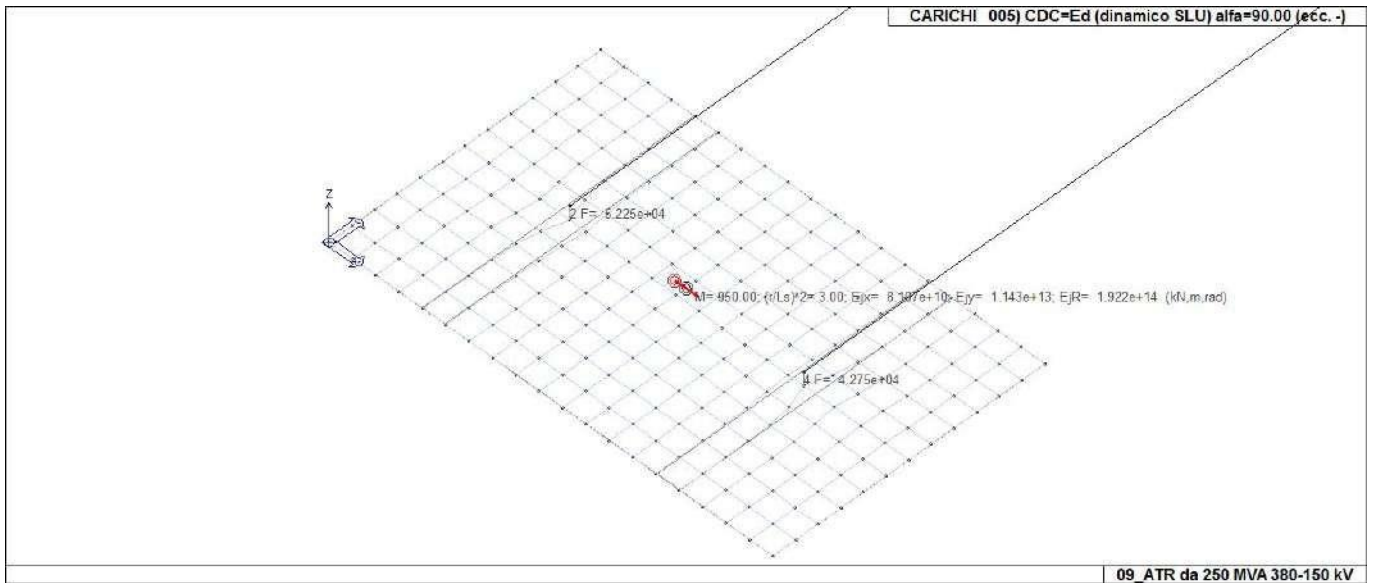 CARICHI 005) CDC=Ed (dinamico SLU) alfa=90.00 (ecc. -)
Z
2 F= 5.225e+04
M= 950.00; (r/Ls)^2= 3.00; Ejx= 8.197e+10; Ejy= 1.143e+13; EjR= 1.922e+14 (kN,m,rad)
4 F= 4.275e+04
09_ATR da 250 MVA 380-150 kV